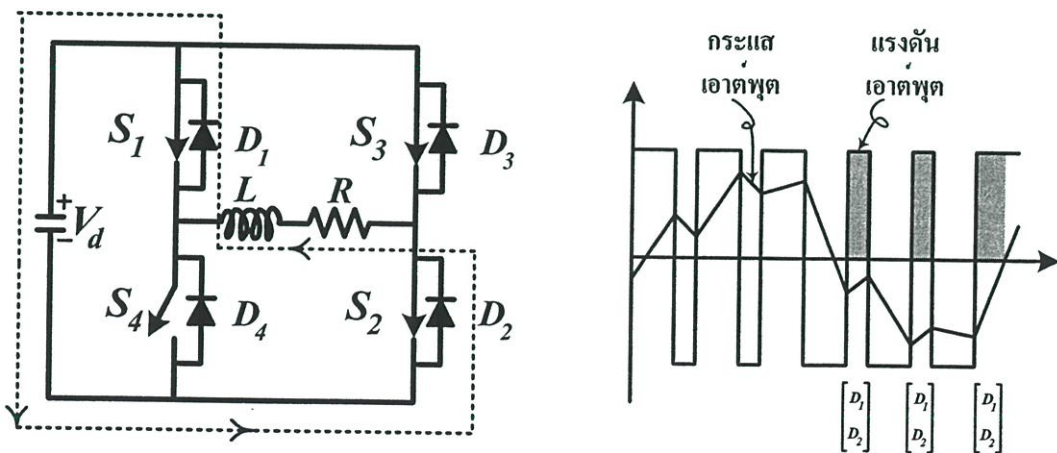 S1
D1
S3
D3
L
R
+
Vd
−
S4
D4
S2
D2
กระแส
เอาต์พุต
แรงดัน
เอาต์พุต
D1
D2
D1
D2
D1
D2